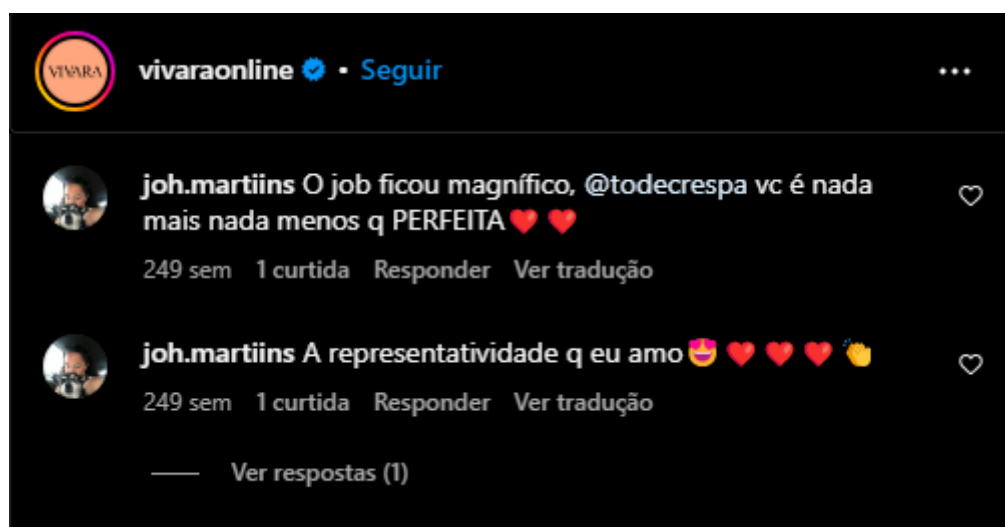 VIVARA
vivaraonline • Seguir
joh.martiins O job ficou magnífico, @todecrespa vc é nada
mais nada menos q PERFEITA❤️ ❤️
249 sem 1 curtida Responder Ver tradução
joh.martiins A representatividade q eu amo🤩 ❤️ ❤️ ❤️ 👏
249 sem 1 curtida Responder Ver tradução
Ver respostas (1)